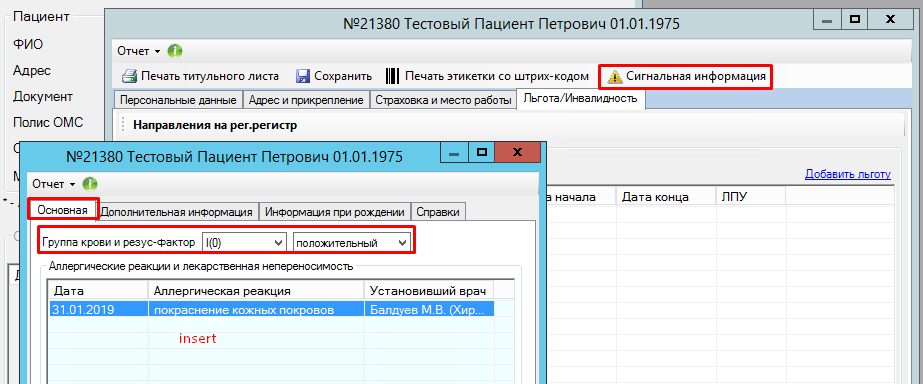 Пациент
ФИО
Адрес
Документ
Полис ОМС
№21380 Тестовый Пациент Петрович 01.01.1975
Отчет
Печать титульного листа Сохранить Печать этикетки со штрих-кодом Сигнальная информация
Персональные данные Адрес и прикрепление Страховка и место работы Льгота/Инвалидность
Направления на рег.регистр
Добавить льготу
а начала Дата конца ЛПУ
№21380 Тестовый Пациент Петрович 01.01.1975
Отчет
Основная Дополнительная информация Информация при рождении Справки
Группа крови и резус-фактор I(0) положительный
Аллергические реакции и лекарственная непереносимость
Дата Аллергическая реакция Установивший врач
31.01.2019 покраснение кожных покровов Балдуев М.В. (Хир...
insert